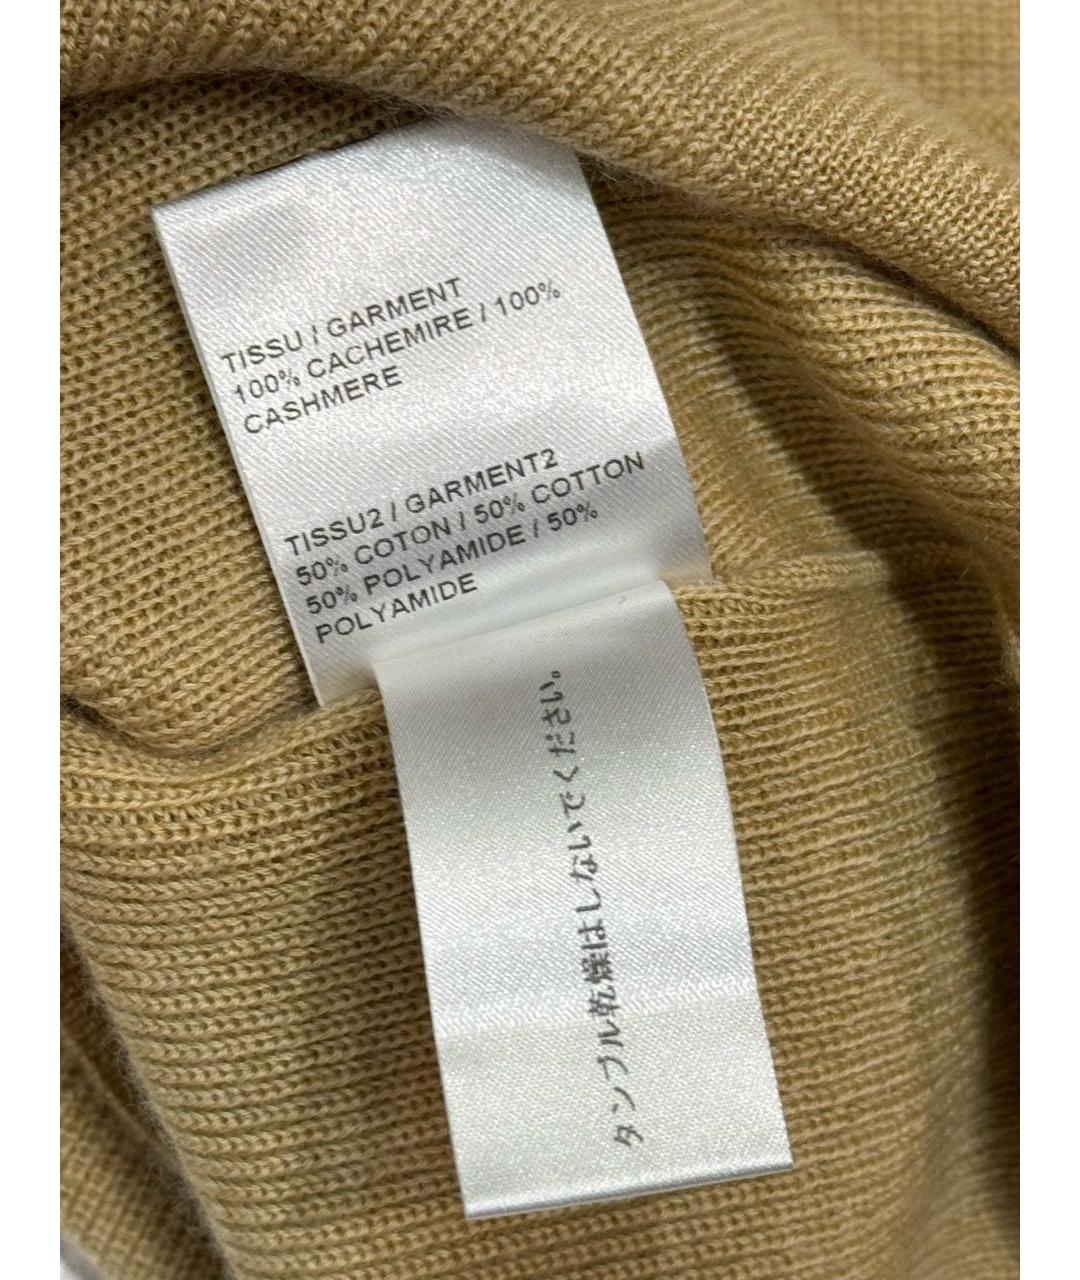 TISSU / GARMENT
100% CACHEMIRE / 100%
CASHMERE
TISSU2 / GARMENT2
50% COTON / 50% COTTON
50% POLYAMIDE / 50%
POLYAMIDE
タンブル乾燥はしないでください。